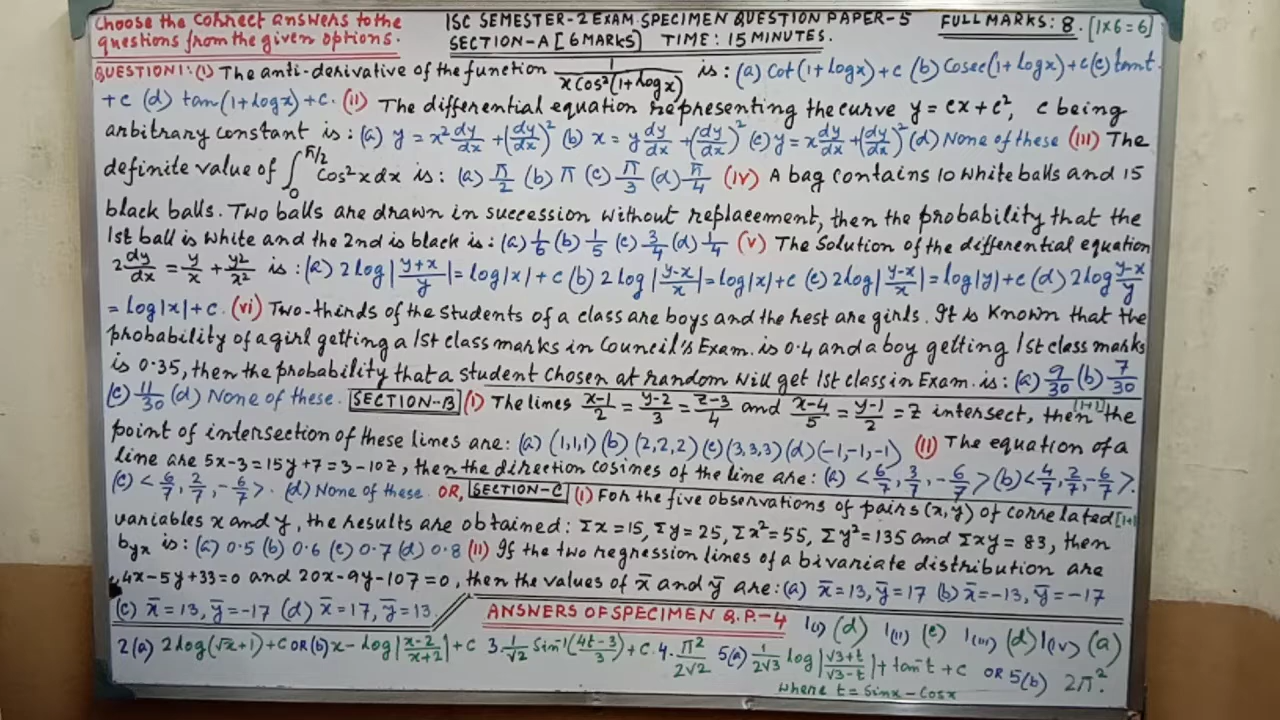 Choose the correct answers to the
questions from the given options.
ISC SEMESTER-2 EXAM. SPECIMEN QUESTION PAPER-5
SECTION-A [6 MARKS] TIME: 15 MINUTES.
FULL MARKS: 8. [1×6=6]
QUESTION 1: (i) The anti-derivative of the function 1/(x cos²(1+logx)) is: (a) Cot(1+logx)+c (b) Cosec(1+logx)+c (c) tant
+c (d) tan(1+logx)+c. (ii) The differential equation representing the curve y = cx+c², c being
arbitrary constant is: (a) y = x² dy/dx + (dy/dx)² (b) x = y dy/dx + (dy/dx)² (c) y = x dy/dx + (dy/dx)² (d) None of these (iii) The
definite value of ∫₀^(π/2) Cos²x dx is: (a) π/2 (b) π (c) π/3 (d) π/4 (iv) A bag contains 10 white balls and 15
black balls. Two balls are drawn in succession without replacement, then the probability that the
1st ball is white and the 2nd is black is: (a) 1/6 (b) 1/5 (c) 3/4 (d) 1/4 (v) The Solution of the differential equation
2 dy/dx = y/x + y²/x² is: (a) 2log|(y+x)/y| = log|x|+c (b) 2log|(y-x)/x| = log|x|+c (c) 2log|(y-x)/x| = log|y|+c (d) 2log (y-x)/y
= log|x|+c. (vi) Two-thirds of the students of a class are boys and the rest are girls. It is known that the
probability of a girl getting a 1st class marks in Council's Exam. is 0.4 and a boy getting 1st class marks
is 0.35, then the probability that a student chosen at random will get 1st class in Exam. is: (a) 9/30 (b) 7/30
(c) 11/30 (d) None of these. SECTION-B (i) The lines (x-1)/2 = (y-2)/3 = (z-3)/4 and (x-4)/5 = (y-1)/2 = z intersect, then the [1+1]
point of intersection of these lines are: (a) (1,1,1) (b) (2,2,2) (c) (3,3,3) (d) (-1,-1,-1) (ii) The equation of a
line are 5x-3=15y+7=3-10z, then the direction cosines of the line are: (a) <6/7, 3/7, -6/7> (b) <4/7, 2/7, -6/7>.
(c) <6/7, 2/7, -6/7>. (d) None of these. OR, SECTION-C (i) For the five observations of pairs (x,y) of correlated [1+1]
variables x and y, the results are obtained: Σx=15, Σy=25, Σx²=55, Σy²=135 and Σxy=83, then
byx is: (a) 0.5 (b) 0.6 (c) 0.7 (d) 0.8 (ii) If the two regression lines of a bivariate distribution are
4x-5y+33=0 and 20x-9y-107=0, then the values of x̄ and ȳ are: (a) x̄=13, ȳ=17 (b) x̄=-13, ȳ=-17
(c) x̄=13, ȳ=-17 (d) x̄=17, ȳ=13.
ANSWERS OF SPECIMEN Q.P.-4
1(i) (d) 1(ii) (c) 1(iii) (d) 1(iv) (a)
2(a) 2log(√x+1)+c OR (b) x-log|(x-2)/(x+2)|+c 3. 1/√2 Sin⁻¹((4t-3)/3)+c. 4. π²/2√2 5(a) 1/2√3 log|(√3+t)/(√3-t)| + tan⁻¹t + c OR 5(b) 2π².
where t = Sinx-Cosx